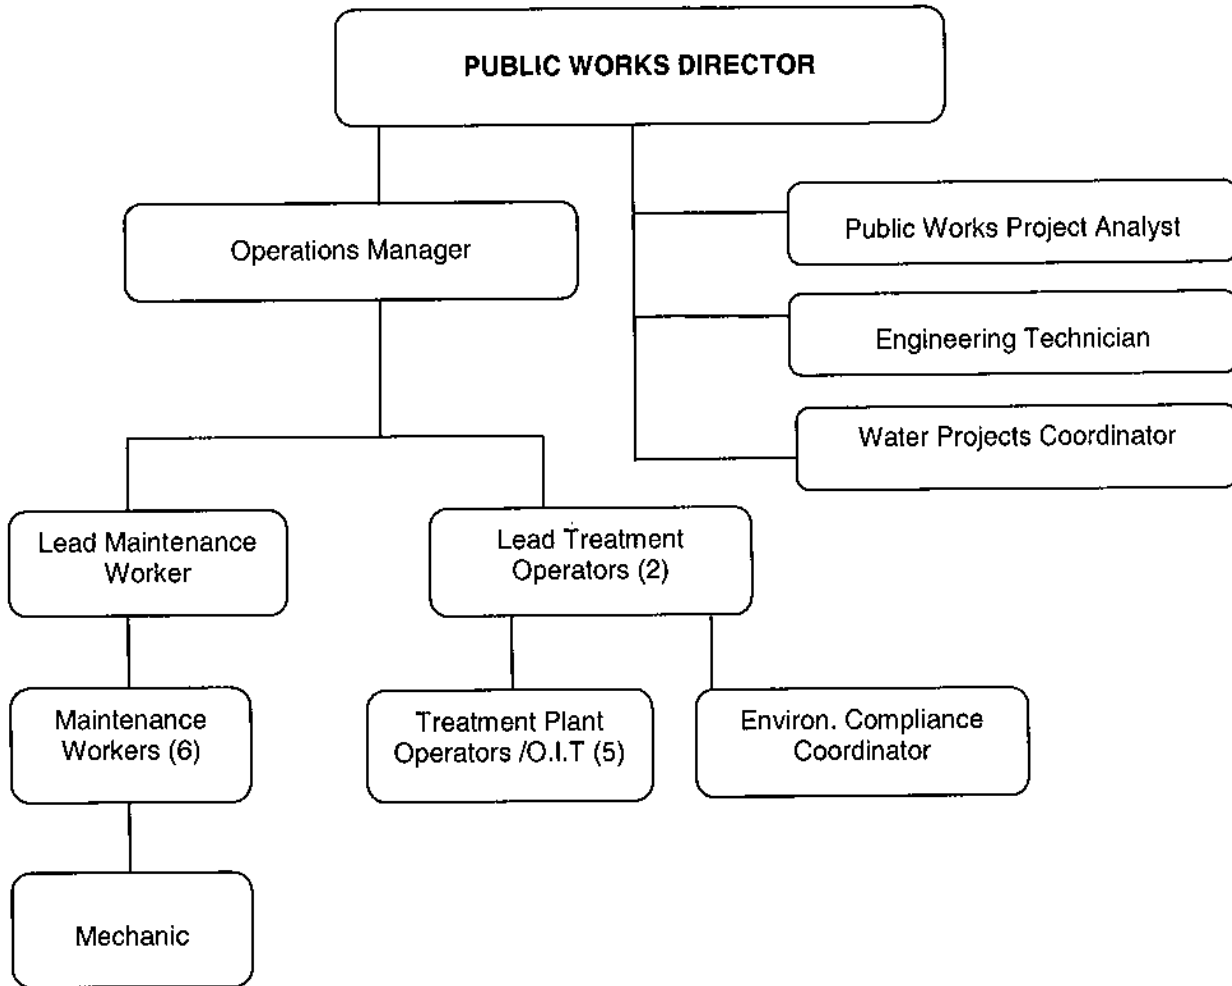 PUBLIC WORKS DIRECTOR
Operations Manager
Public Works Project Analyst
Engineering Technician
Water Projects Coordinator
Lead Maintenance
Worker
Lead Treatment
Operators (2)
Maintenance
Workers (6)
Treatment Plant
Operators /O.I.T (5)
Environ. Compliance
Coordinator
Mechanic